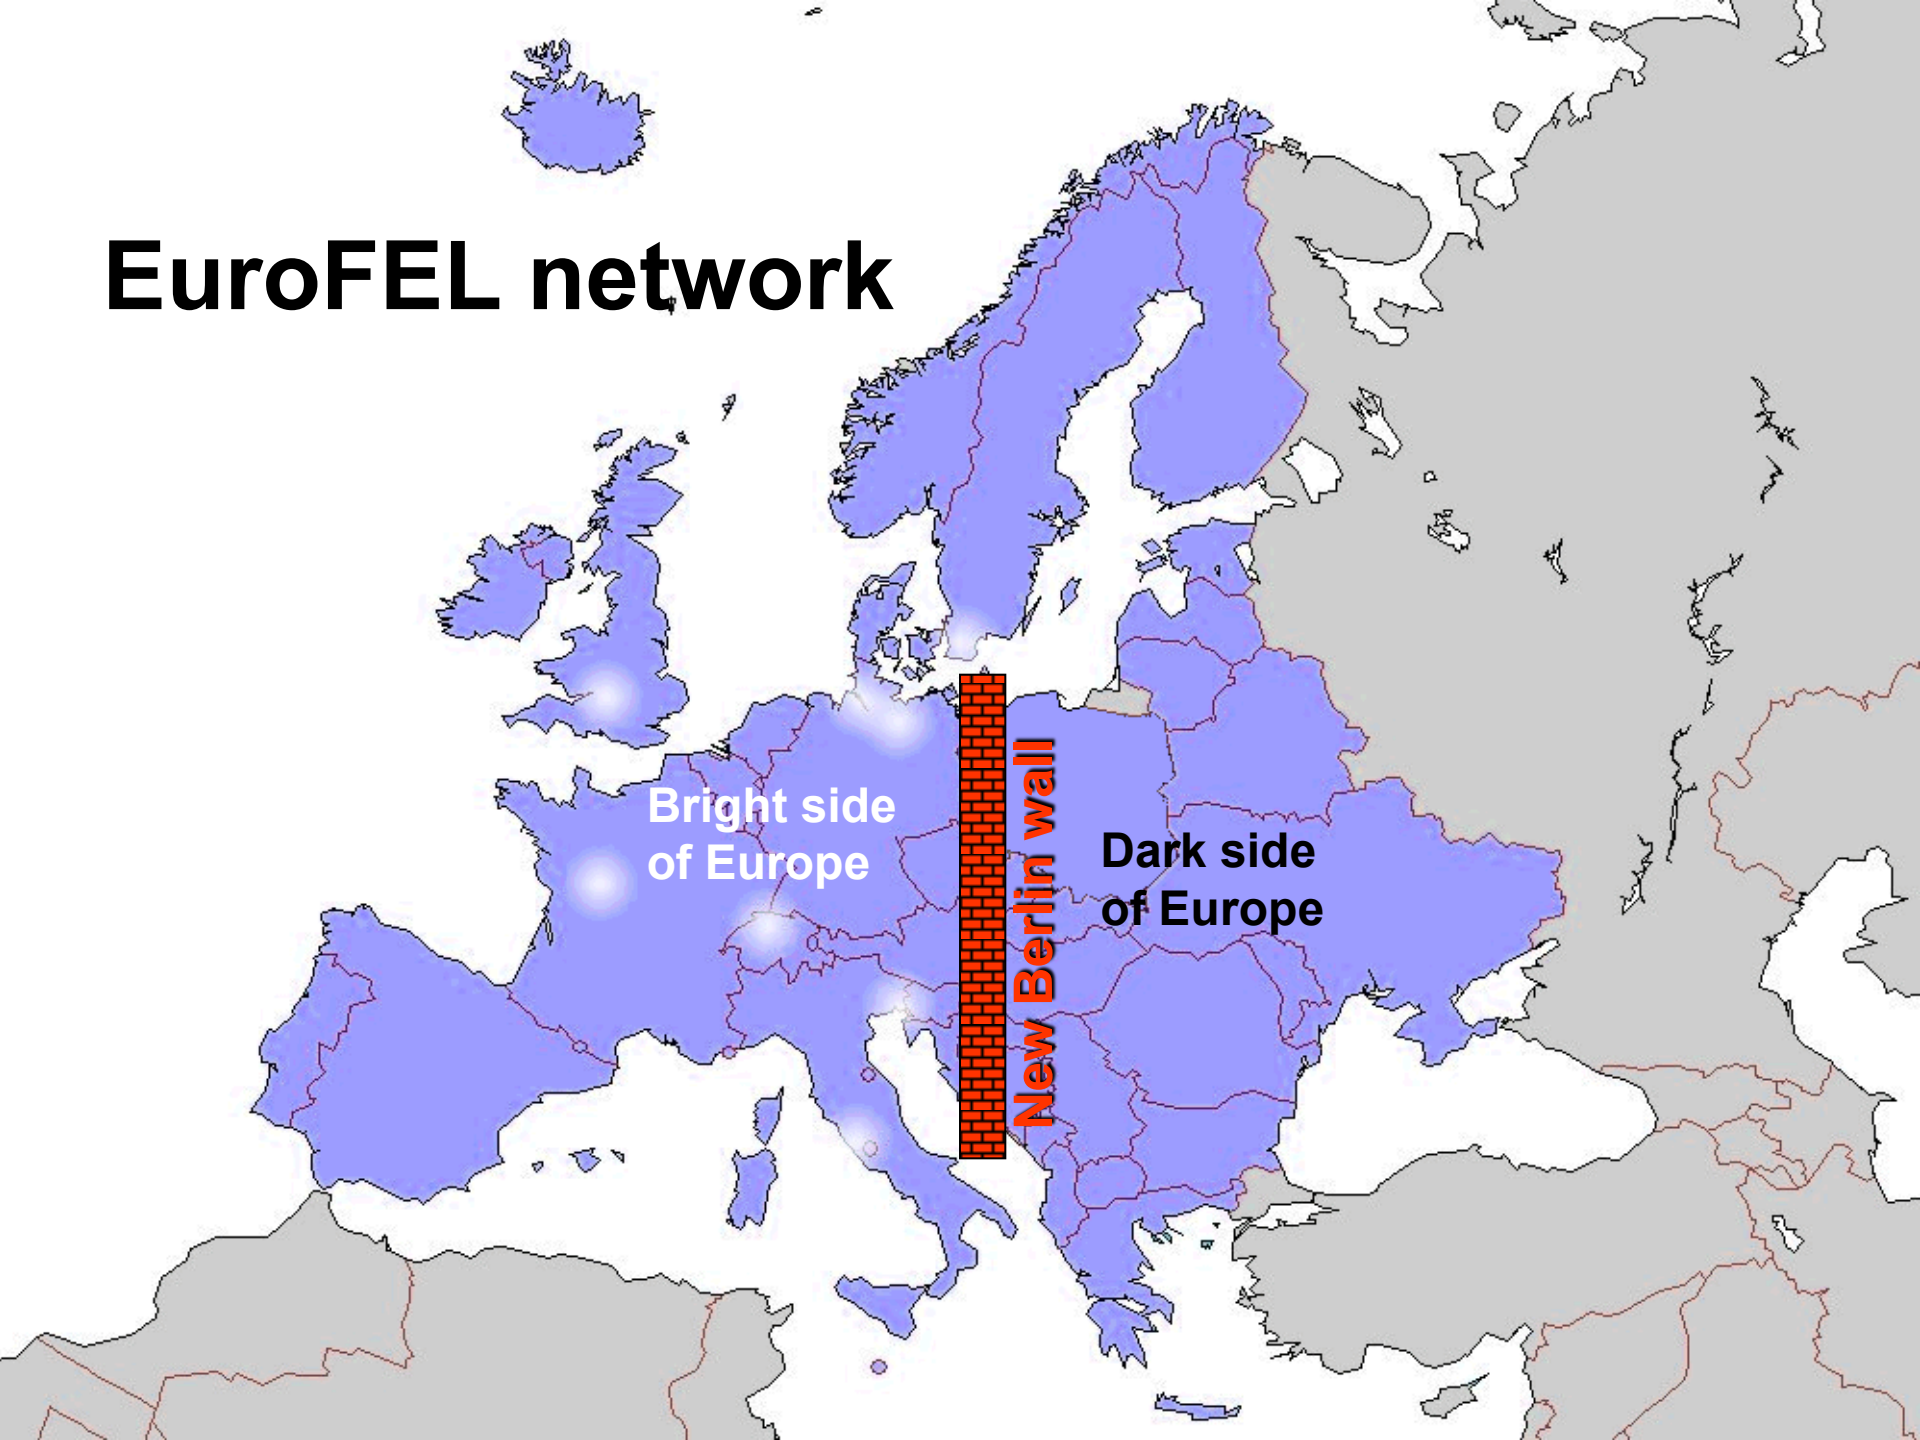 EuroFEL network
Bright side
of Europe
New Berlin wall
Dark side
of Europe